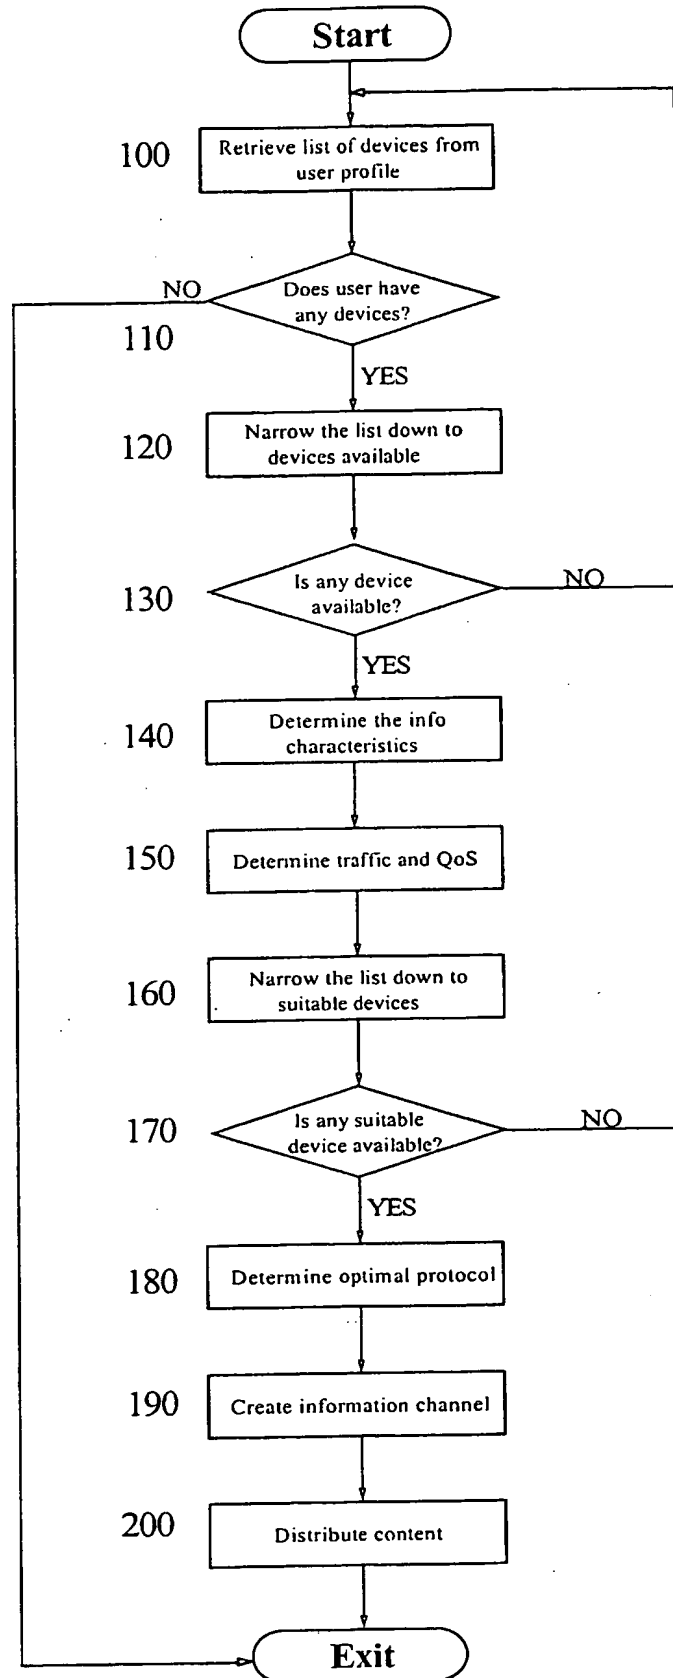 Start
100
Retrieve list of devices from
user profile
NO
Does user have
any devices?
110
YES
120
Narrow the list down to
devices available
130
Is any device
available?
NO
YES
140
Determine the info
characteristics
150
Determine traffic and QoS
160
Narrow the list down to
suitable devices
170
Is any suitable
device available?
NO
YES
180
Determine optimal protocol
190
Create information channel
200
Distribute content
Exit